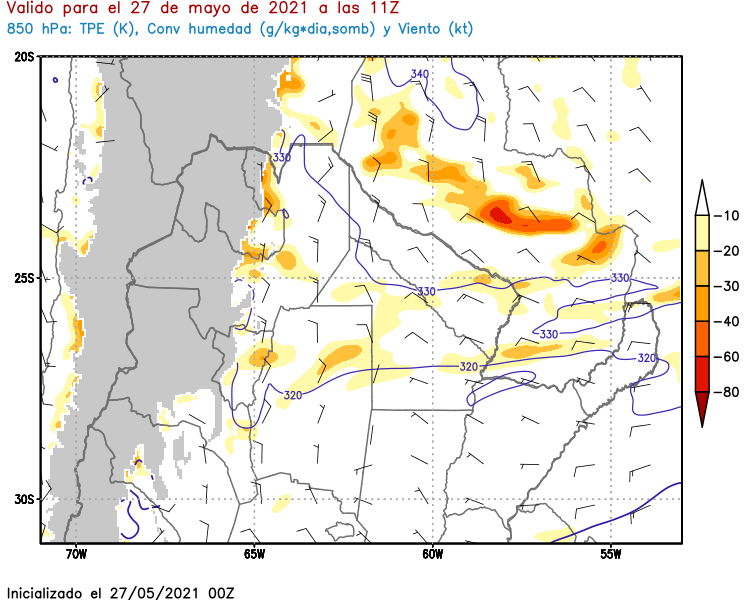 Valido para el 27 de mayo de 2021 a las 11Z
850 hPa: TPE (K), Conv humedad (g/kg*dia,somb) y Viento (kt)
20S
340
330
-10
-20
25S
330
330
-30
-40
330
320
320
-60
320
-80
30S
70W 65W 60W 55W
Inicializado el 27/05/2021 00Z